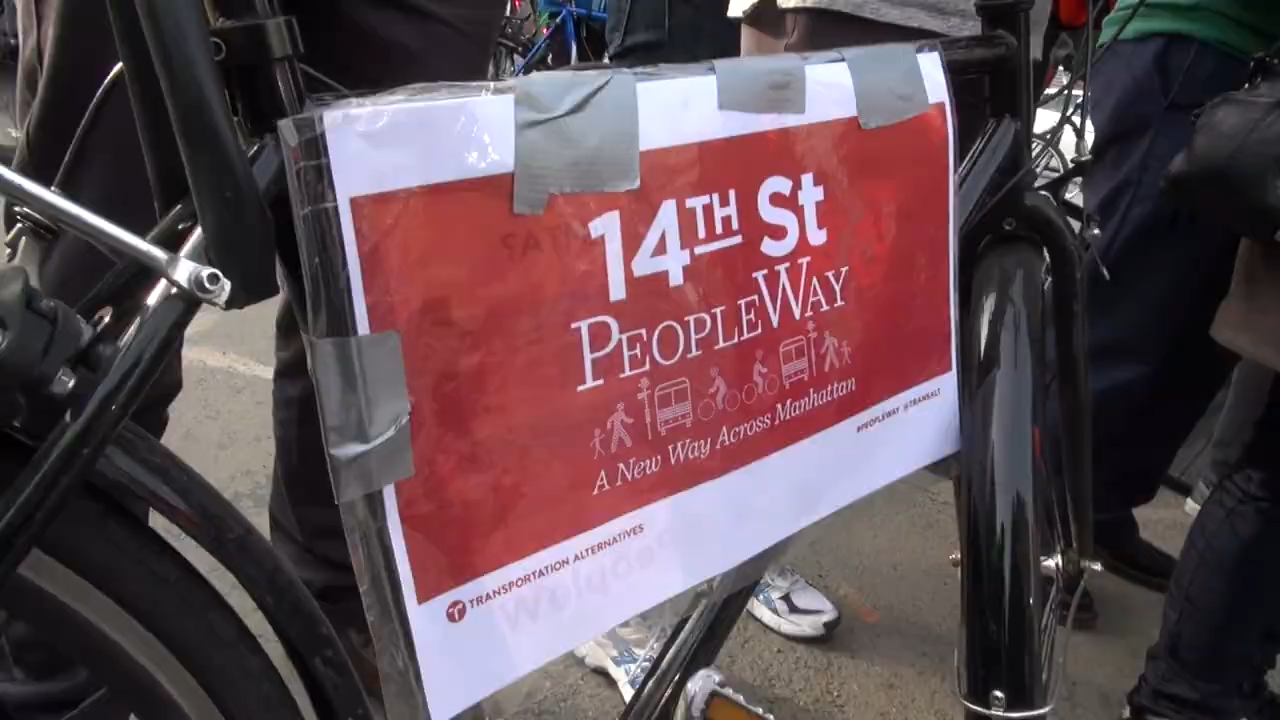 14TH St
PEOPLEWAY
A New Way Across Manhattan
#PEOPLEWAY @TRANSALT
TRANSPORTATION ALTERNATIVES